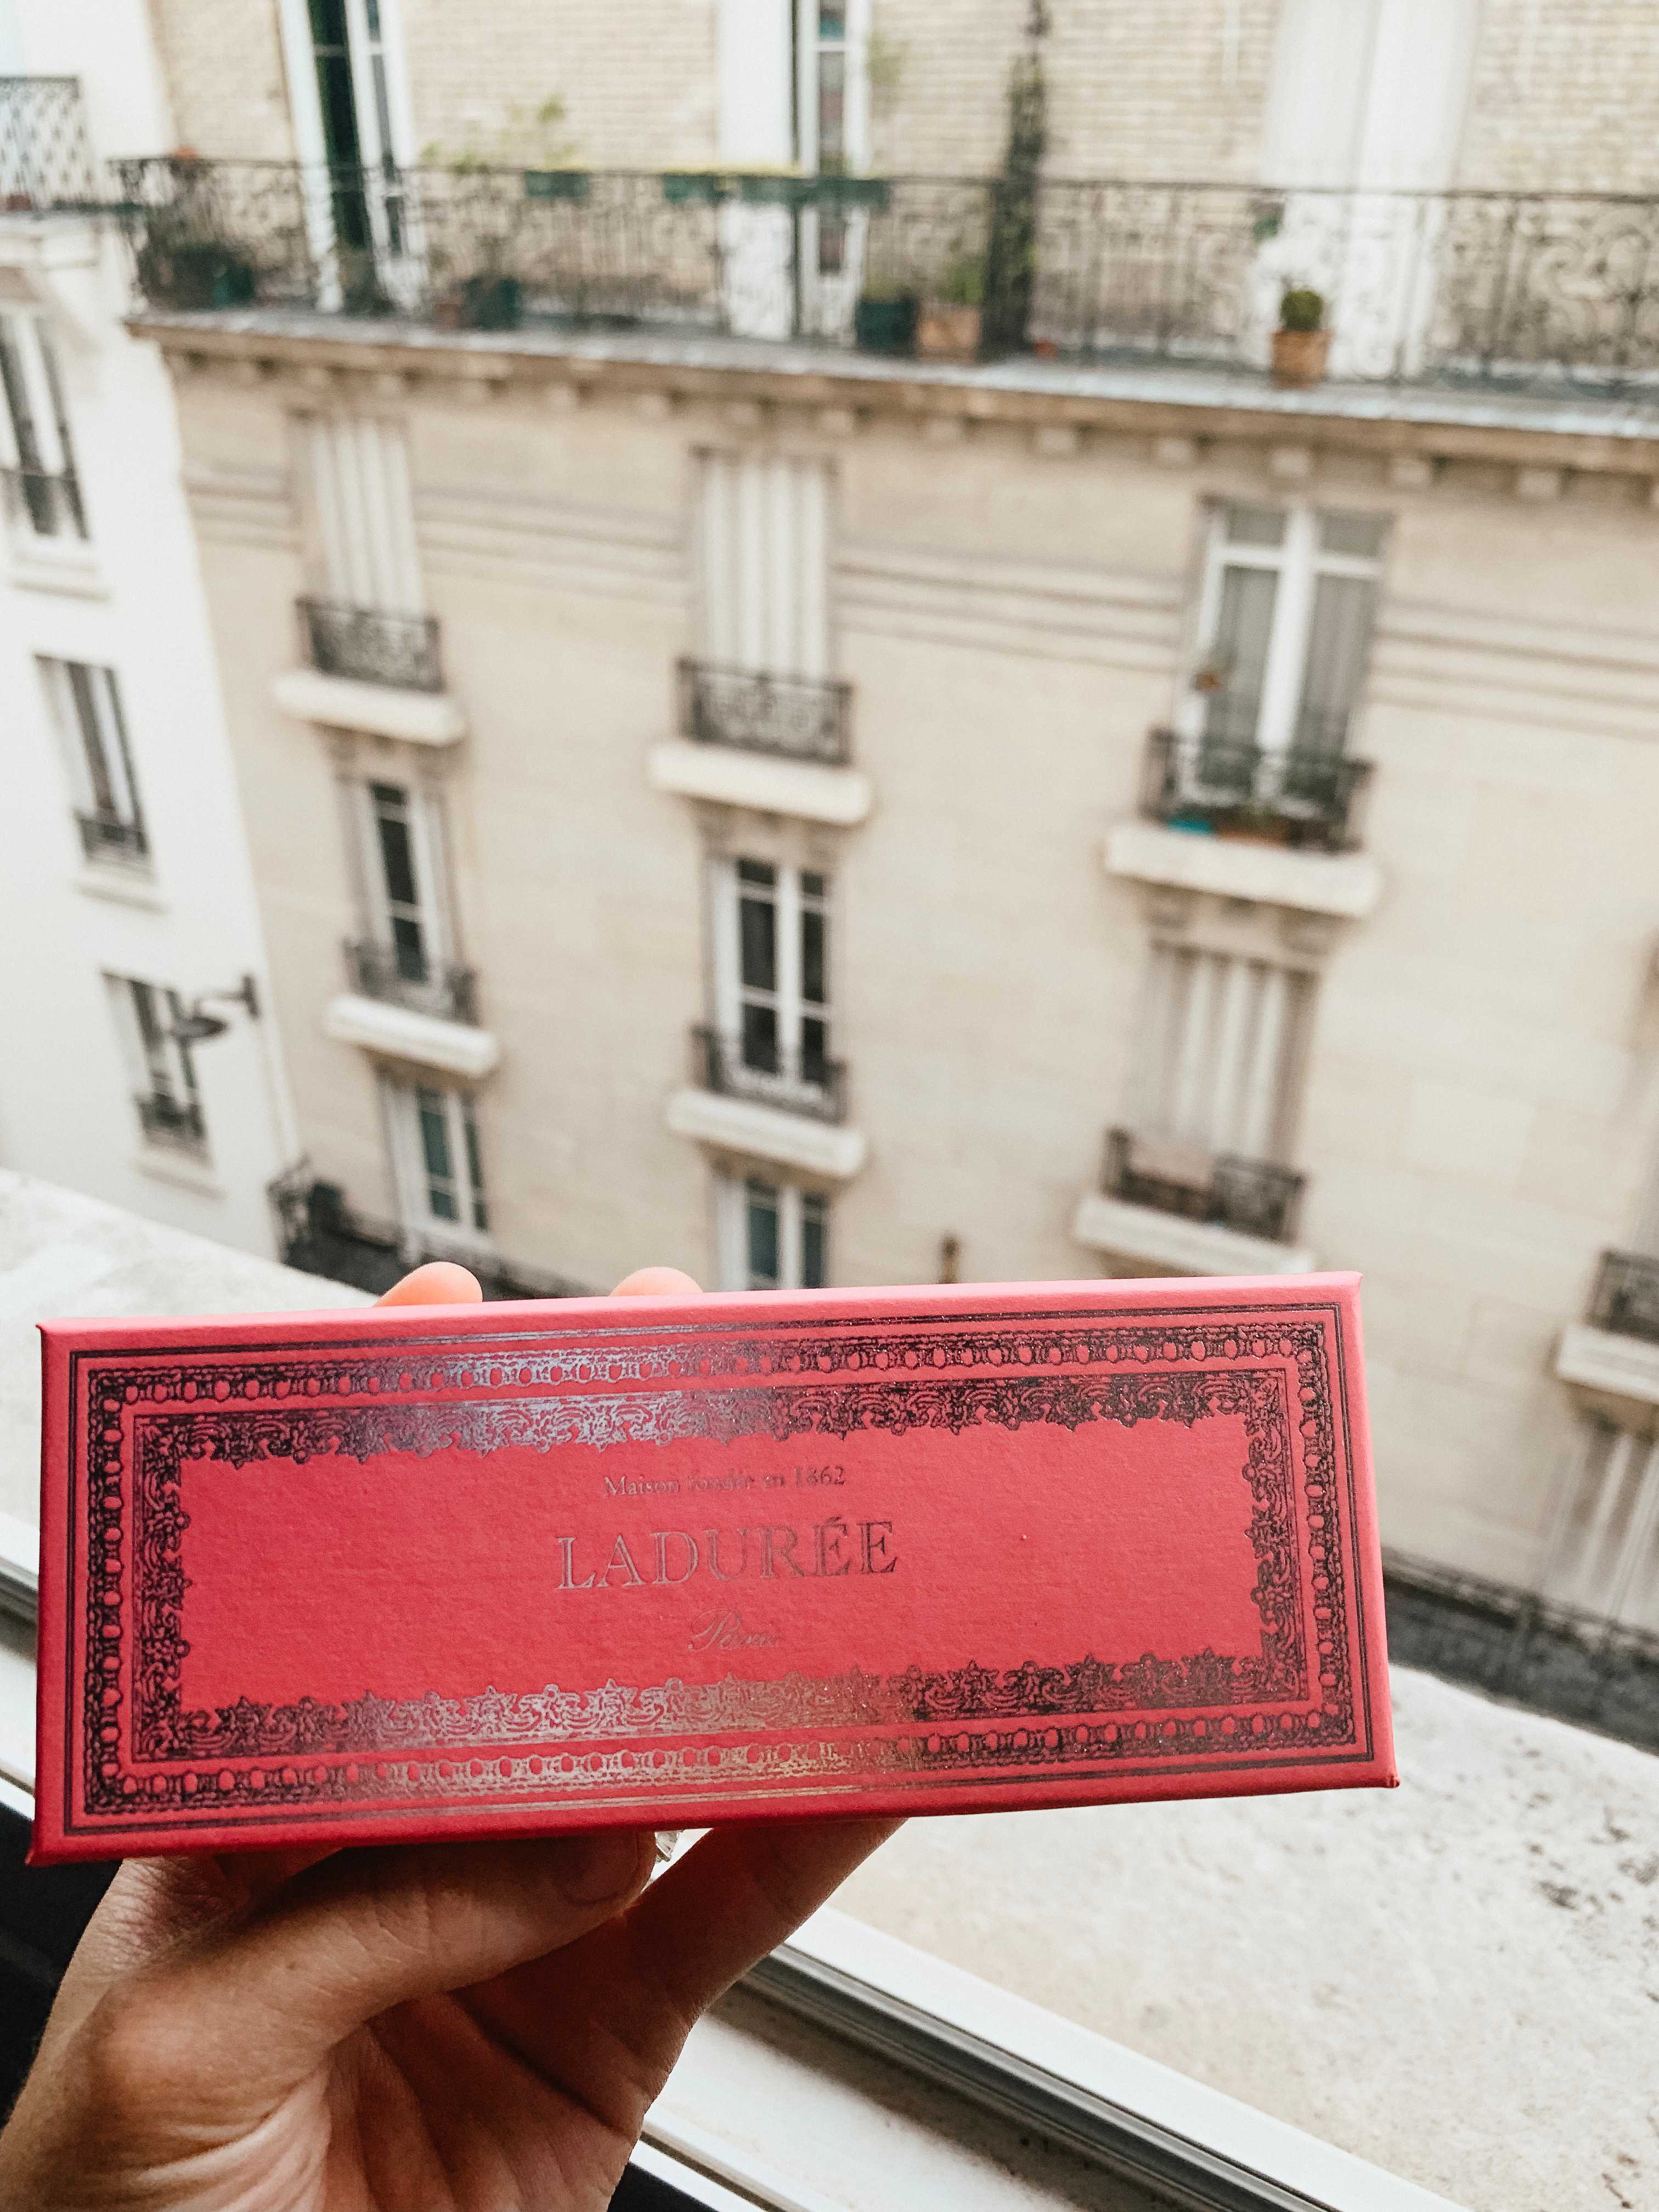 Maison fondée en 1862
LADURÉE
Paris